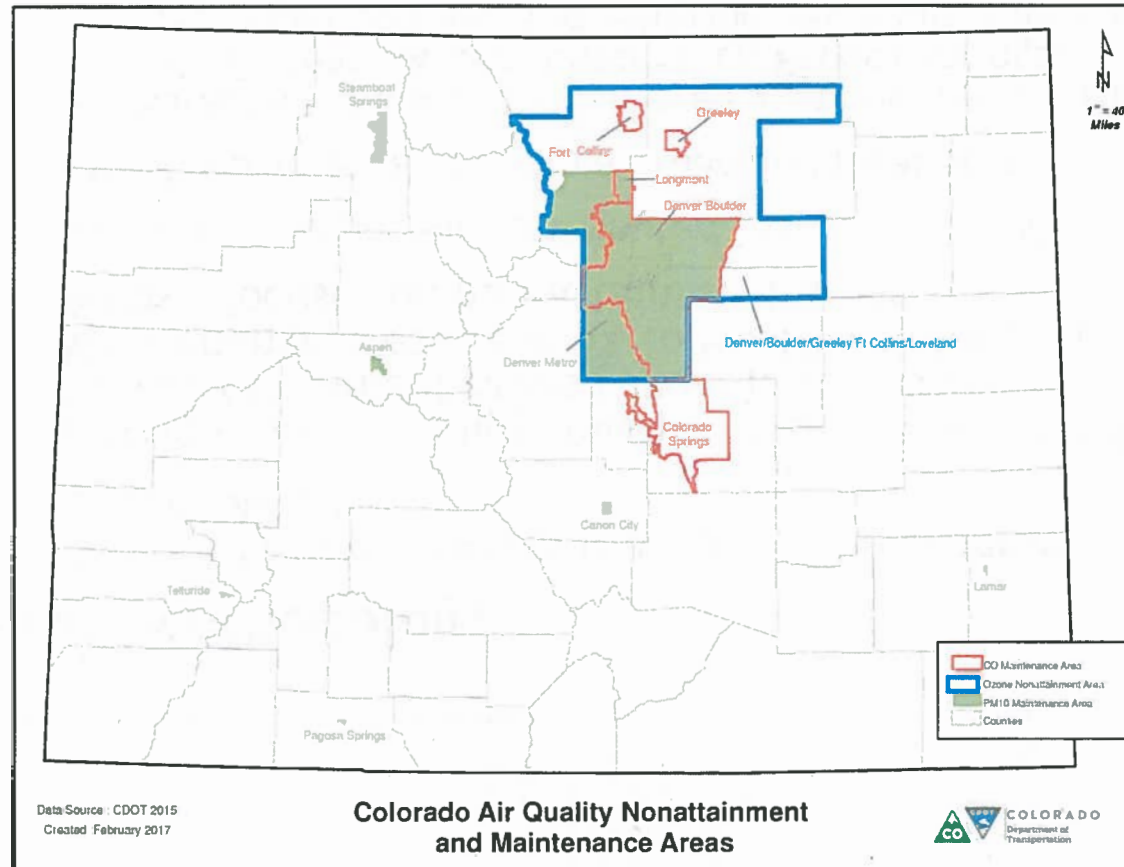 Steamboat
Springs
N
1" = 40
Miles
Greeley
Fort Collins
Longmont
Denver Boulder
Aspen
Denver Metro
Denver/Boulder/Greeley Ft Collins/Loveland
Colorado
Springs
Canon City
Telluride
Lamar
Pagosa Springs
CO Maintenance Area
Ozone Nonattainment Area
PM10 Maintenance Area
Counties
Data Source : CDOT 2015
Created February 2017
Colorado Air Quality Nonattainment
and Maintenance Areas
CO
CDOT
COLORADO
Department of
Transportation